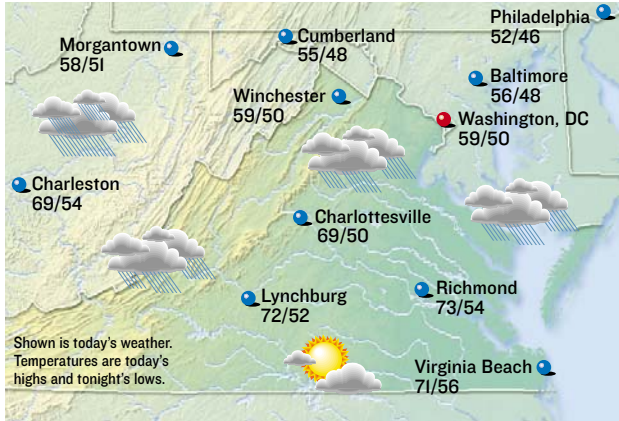 Philadelphia
52/46
Morgantown
58/51
Cumberland
55/48
Baltimore
56/48
Winchester
59/50
Washington, DC
59/50
Charleston
69/54
Charlottesville
69/50
Lynchburg
72/52
Richmond
73/54
Shown is today's weather.
Temperatures are today's
highs and tonight's lows.
Virginia Beach
71/56